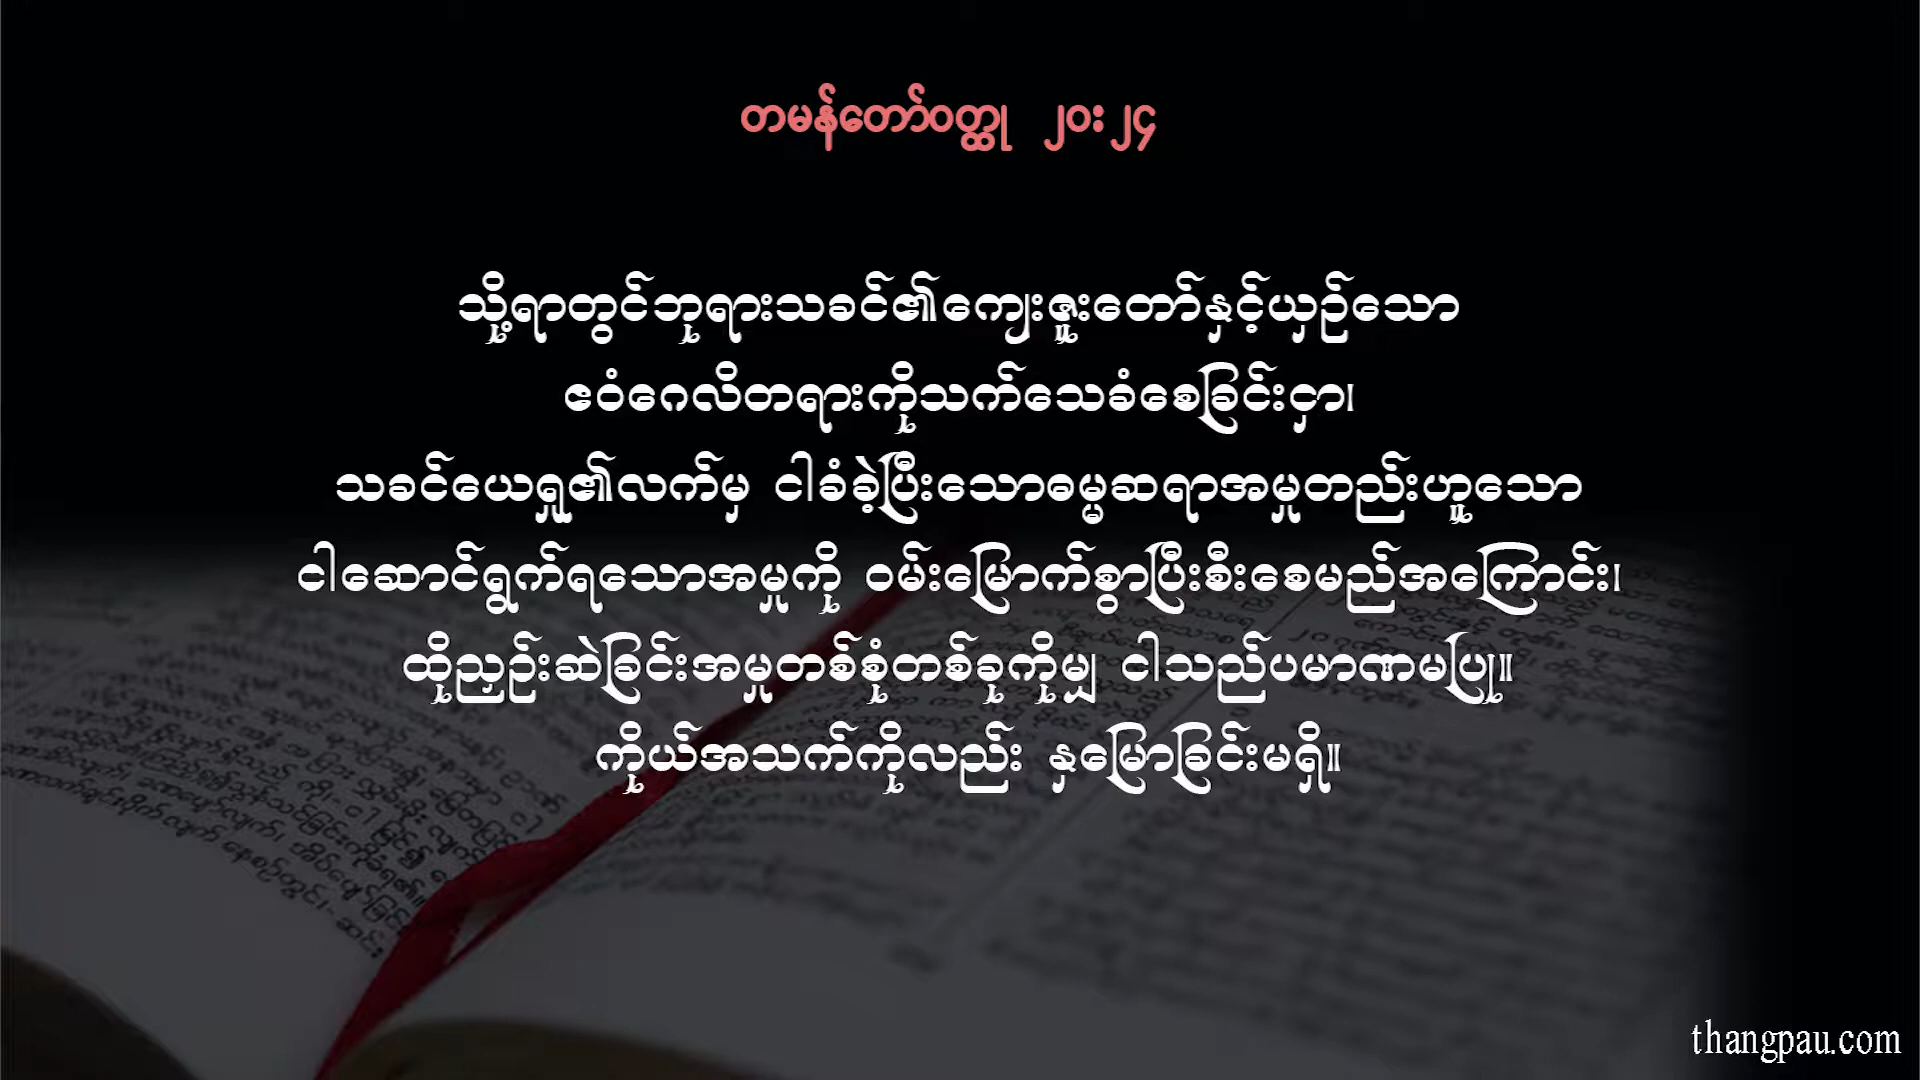 တမန်တော်ဝတ္ထု ၂၀း၂၄
သို့ရာတွင်ဘုရားသခင်၏ကျေးဇူးတော်နှင့်ယှဉ်သော
ဧဝံဂေလိတရားကိုသက်သေခံစေခြင်းငှာ၊
သခင်ယေရှု၏လက်မှ ငါခံခဲ့ပြီးသောဓမ္မဆရာအမှုတည်းဟူသော
ငါဆောင်ရွက်ရသောအမှုကို ဝမ်းမြောက်စွာပြီးစီးစေမည်အကြောင်း၊
ထိုညှဉ်းဆဲခြင်းအမှုတစ်စုံတစ်ခုကိုမျှ ငါသည်ပမာဏမပြု။
ကိုယ်အသက်ကိုလည်း နှမြောခြင်းမရှိ။
thangpau.com